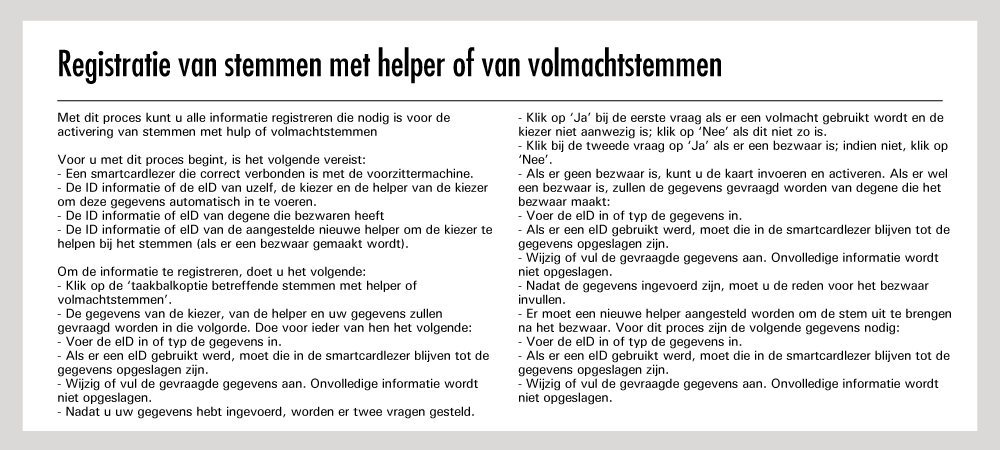 Registratie van stemmen met helper of van volmachtstemmen
Met dit proces kunt u alle informatie registreren die nodig is voor de
activering van stemmen met hulp of volmachtstemmen
Voor u met dit proces begint, is het volgende vereist:
- Een smartcardlezer die correct verbonden is met de voorzittermachine.
- De ID informatie of de eID van uzelf, de kiezer en de helper van de kiezer
om deze gegevens automatisch in te voeren.
- De ID informatie of eID van degene die bezwaren heeft
- De ID informatie of eID van de aangestelde nieuwe helper om de kiezer te
helpen bij het stemmen (als er een bezwaar gemaakt wordt).
Om de informatie te registreren, doet u het volgende:
- Klik op de ‘taakbalkoptie betreffende stemmen met helper of
volmachtstemmen’.
- De gegevens van de kiezer, van de helper en uw gegevens zullen
gevraagd worden in die volgorde. Doe voor ieder van hen het volgende:
- Voer de eID in of typ de gegevens in.
- Als er een eID gebruikt werd, moet die in de smartcardlezer blijven tot de
gegevens opgeslagen zijn.
- Wijzig of vul de gevraagde gegevens aan. Onvolledige informatie wordt
niet opgeslagen.
- Nadat u uw gegevens hebt ingevoerd, worden er twee vragen gesteld.
- Klik op ‘Ja’ bij de eerste vraag als er een volmacht gebruikt wordt en de
kiezer niet aanwezig is; klik op ‘Nee’ als dit niet zo is.
- Klik bij de tweede vraag op ‘Ja’ als er een bezwaar is; indien niet, klik op
‘Nee’.
- Als er geen bezwaar is, kunt u de kaart invoeren en activeren. Als er wel
een bezwaar is, zullen de gegevens gevraagd worden van degene die het
bezwaar maakt:
- Voer de eID in of typ de gegevens in.
- Als er een eID gebruikt werd, moet die in de smartcardlezer blijven tot de
gegevens opgeslagen zijn.
- Wijzig of vul de gevraagde gegevens aan. Onvolledige informatie wordt
niet opgeslagen.
- Nadat de gegevens ingevoerd zijn, moet u de reden voor het bezwaar
invullen.
- Er moet een nieuwe helper aangesteld worden om de stem uit te brengen
na het bezwaar. Voor dit proces zijn de volgende gegevens nodig:
- Voer de eID in of typ de gegevens in.
- Als er een eID gebruikt werd, moet die in de smartcardlezer blijven tot de
gegevens opgeslagen zijn.
- Wijzig of vul de gevraagde gegevens aan. Onvolledige informatie wordt
niet opgeslagen.